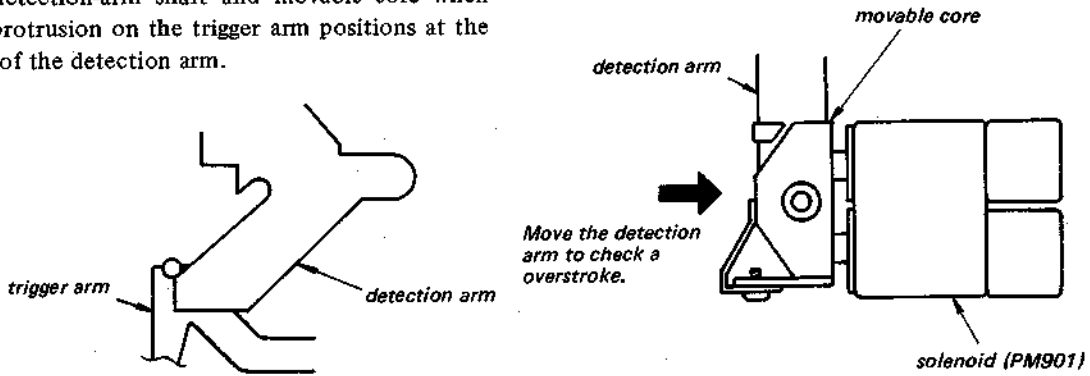 detection-arm shaft and movable core when
protrusion on the trigger arm positions at the
of the detection arm.
trigger arm
detection arm
movable core
detection arm
Move the detection
arm to check a
overstroke.
solenoid (PM901)